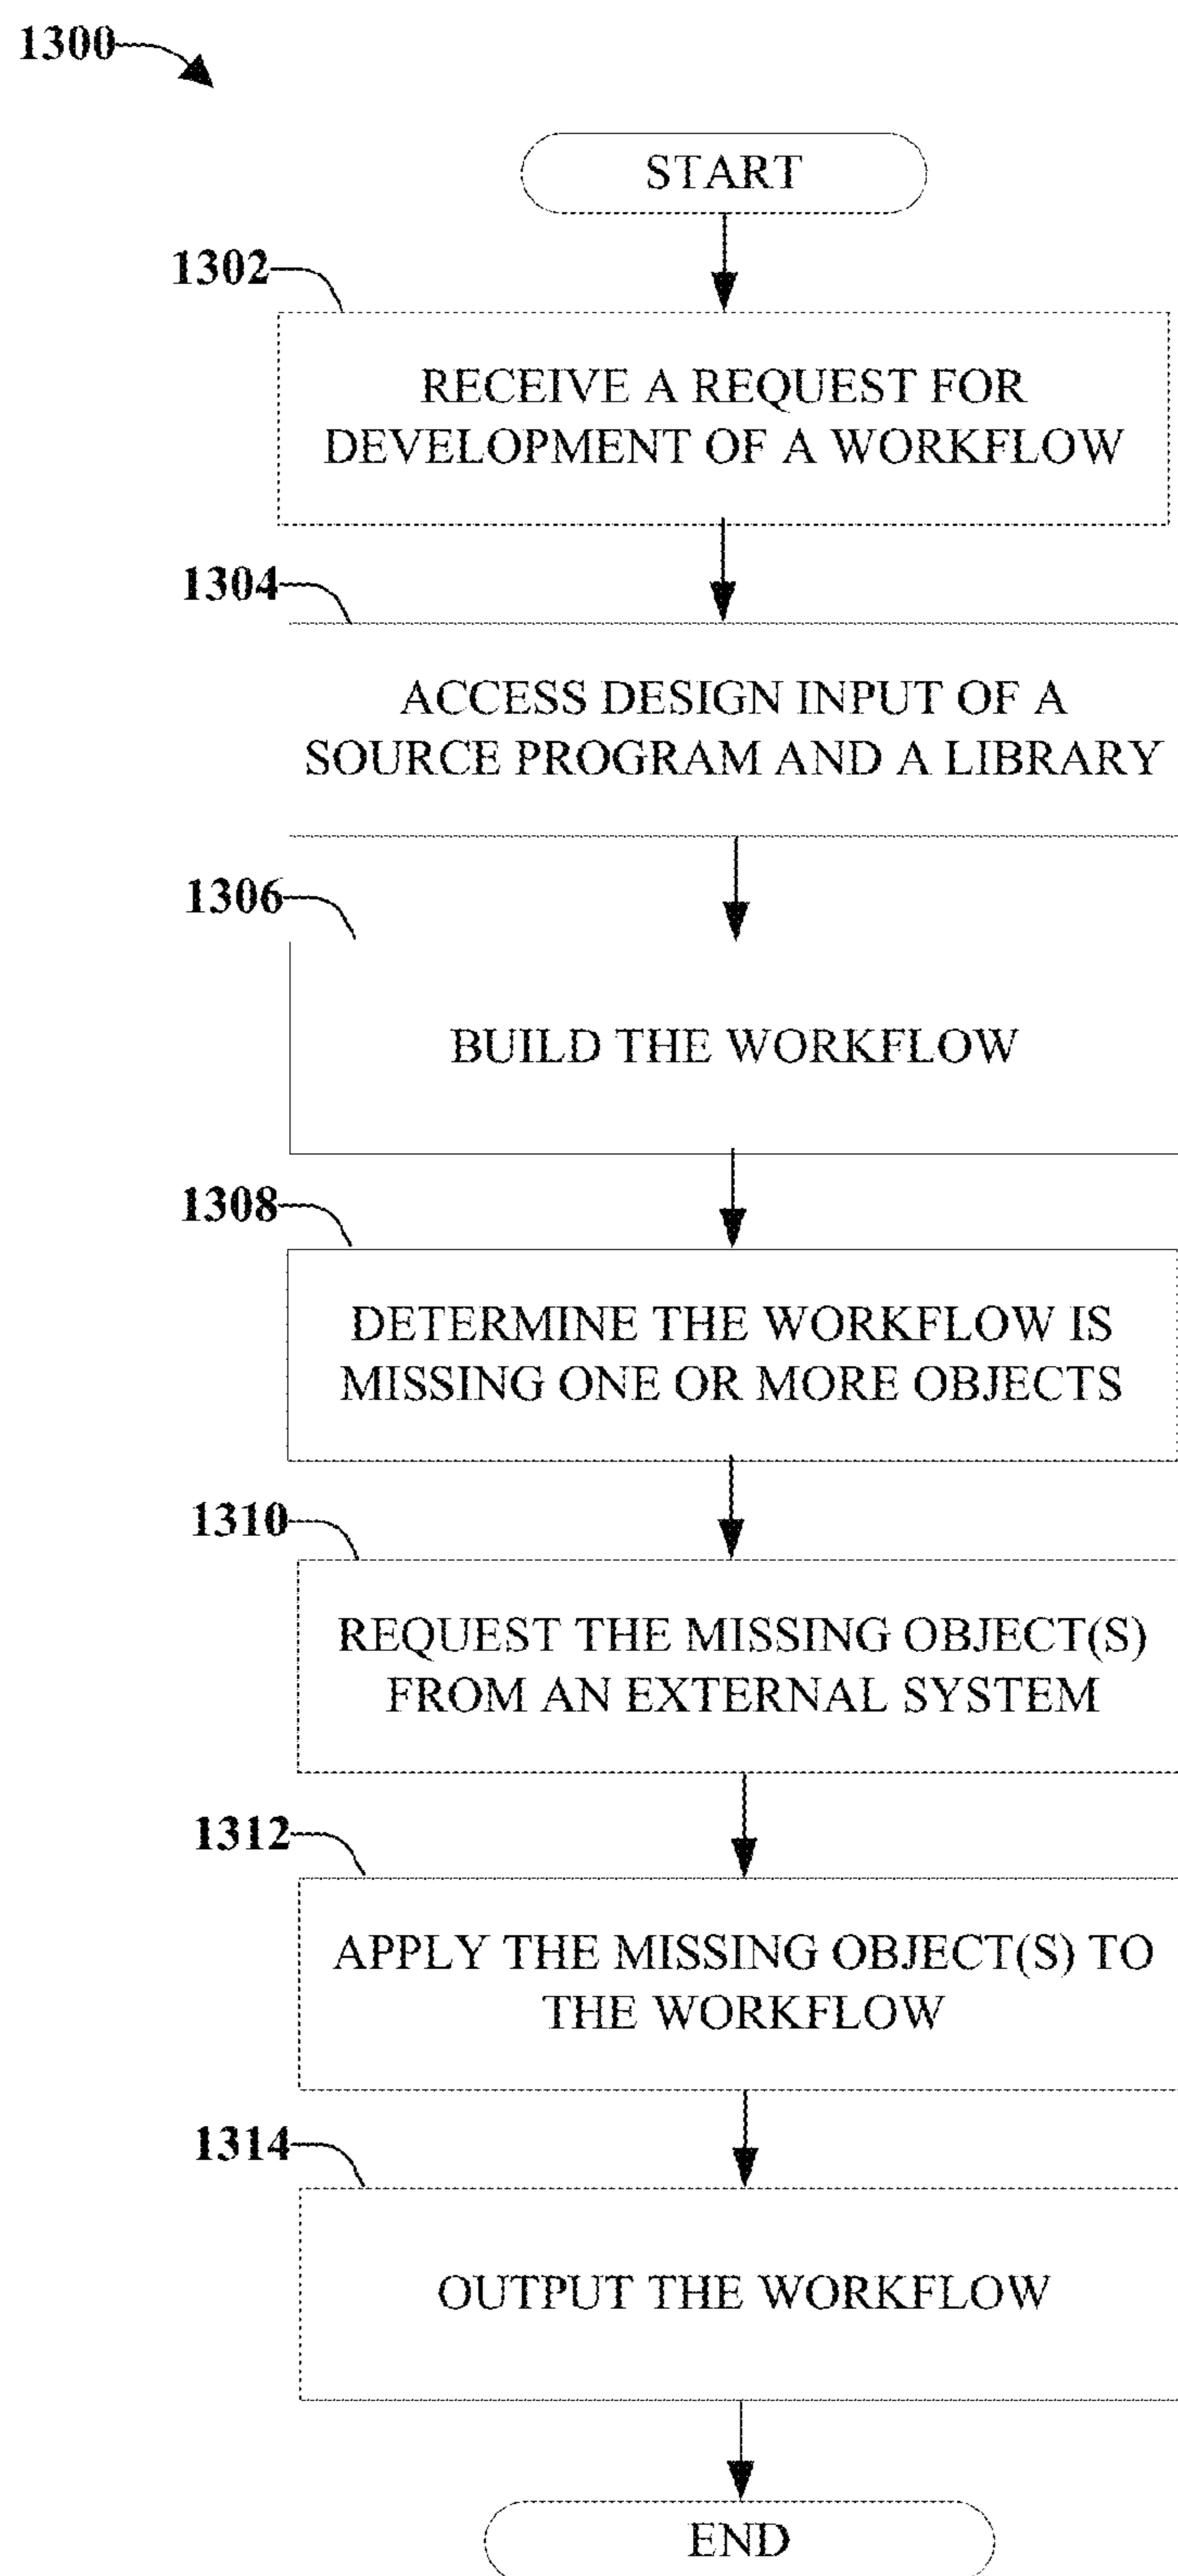 1300
START
1302
RECEIVE A REQUEST FOR
DEVELOPMENT OF A WORKFLOW
1304
ACCESS DESIGN INPUT OF A
SOURCE PROGRAM AND A LIBRARY
1306
BUILD THE WORKFLOW
1308
DETERMINE THE WORKFLOW IS
MISSING ONE OR MORE OBJECTS
1310
REQUEST THE MISSING OBJECT(S)
FROM AN EXTERNAL SYSTEM
1312
APPLY THE MISSING OBJECT(S) TO
THE WORKFLOW
1314
OUTPUT THE WORKFLOW
END